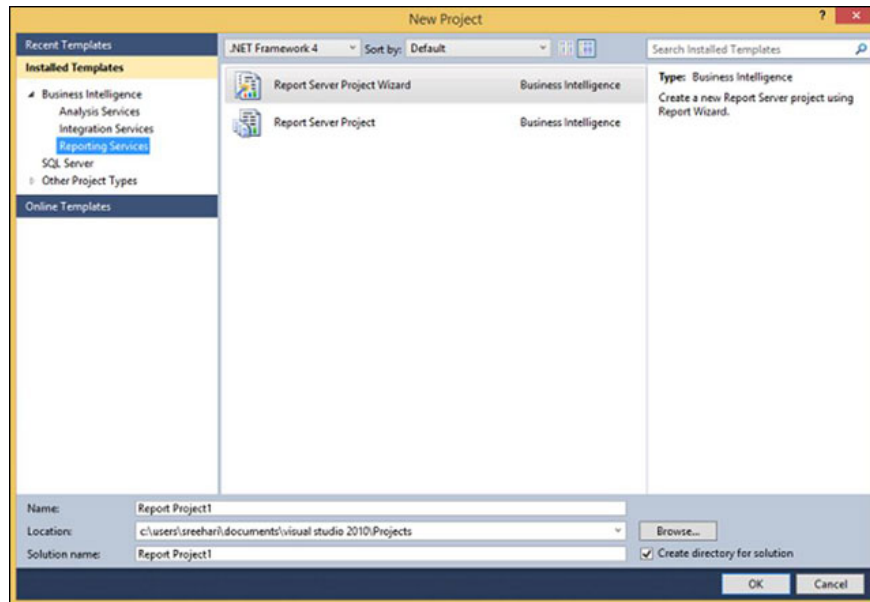 New Project
?
Recent Templates
.NET Framework 4 Sort by: Default
Search Installed Templates
Installed Templates
Business Intelligence
Analysis Services
Integration Services
Reporting Services
SQL Server
Other Project Types
Online Templates
Report Server Project Wizard Business Intelligence
Report Server Project Business Intelligence
Type: Business Intelligence
Create a new Report Server project using
Report Wizard.
Name: Report Project1
Location: c:\users\sreehari\documents\visual studio 2010\Projects Browse...
Solution name: Report Project1 Create directory for solution
OK Cancel